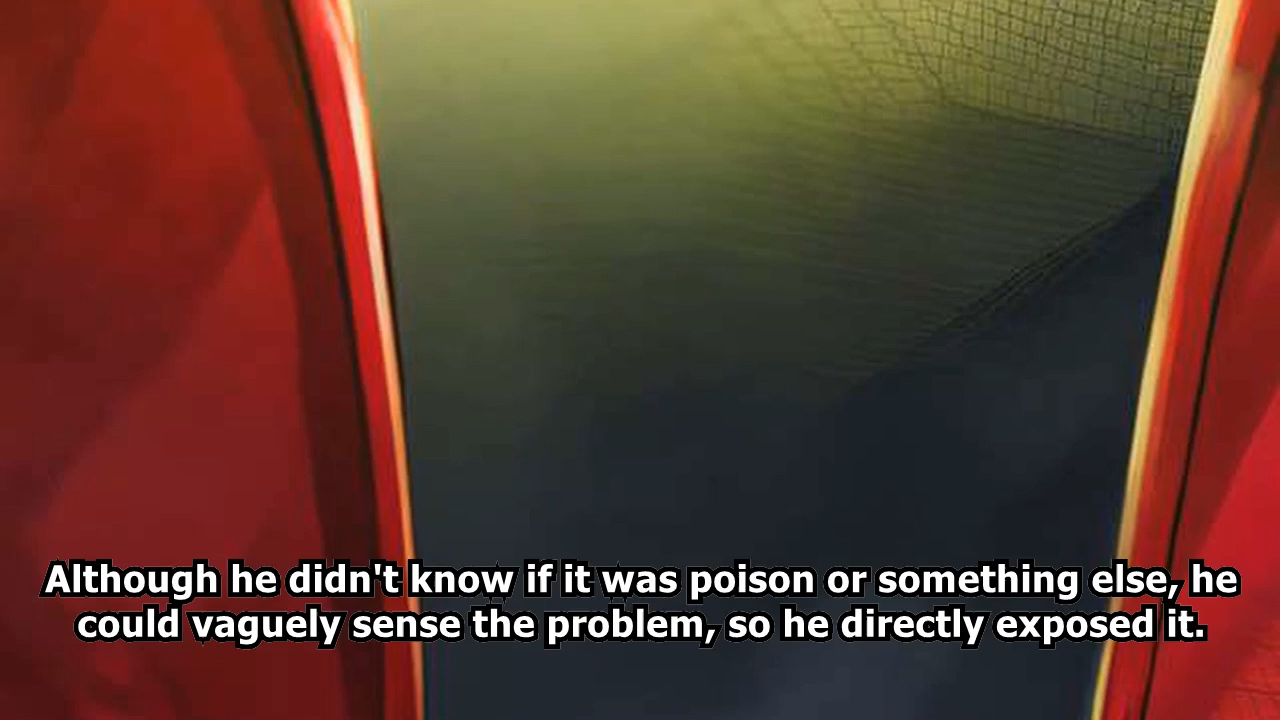 Although he didn't know if it was poison or something else, he
could vaguely sense the problem, so he directly exposed it.